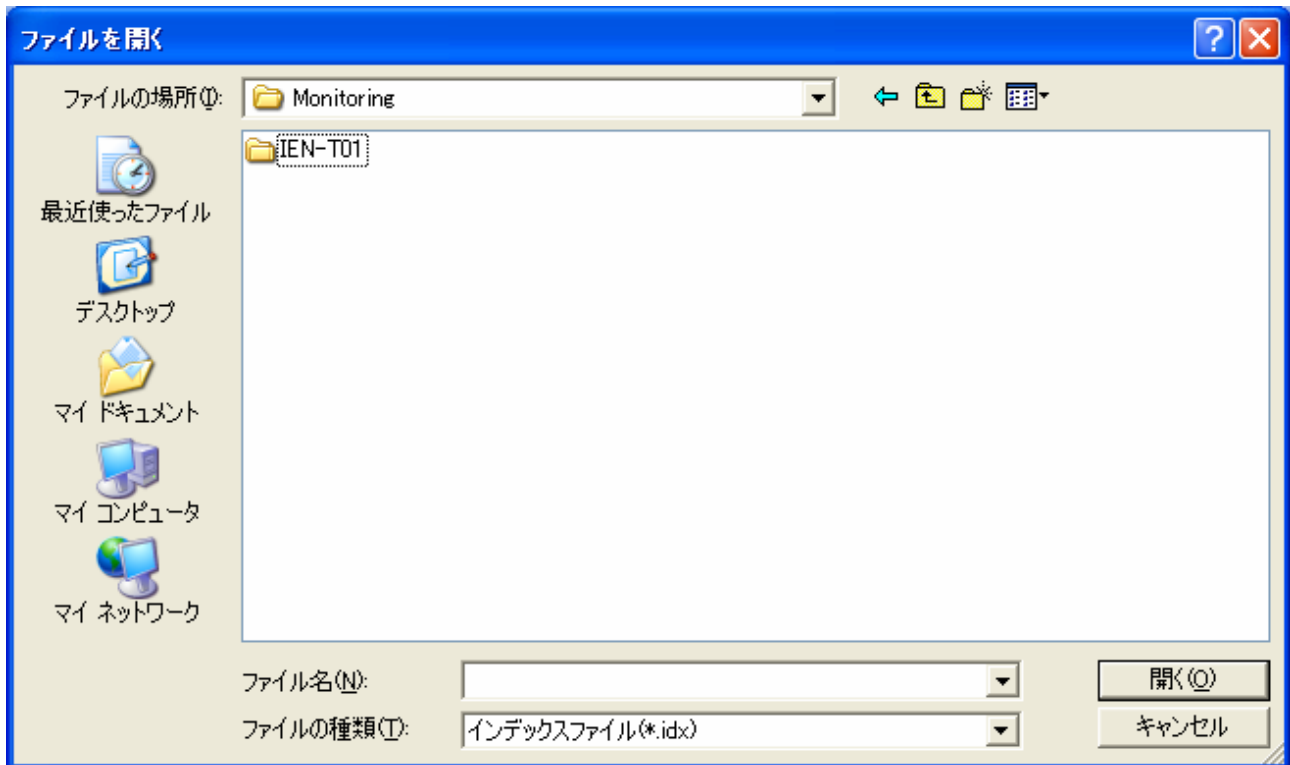 ファイルを開く
ファイルの場所(I):
Monitoring
IEN-T01
最近使ったファイル
デスクトップ
マイ ドキュメント
マイ コンピュータ
マイ ネットワーク
ファイル名(N):
開く(O)
ファイルの種類(T):
インデックスファイル(*.idx)
キャンセル